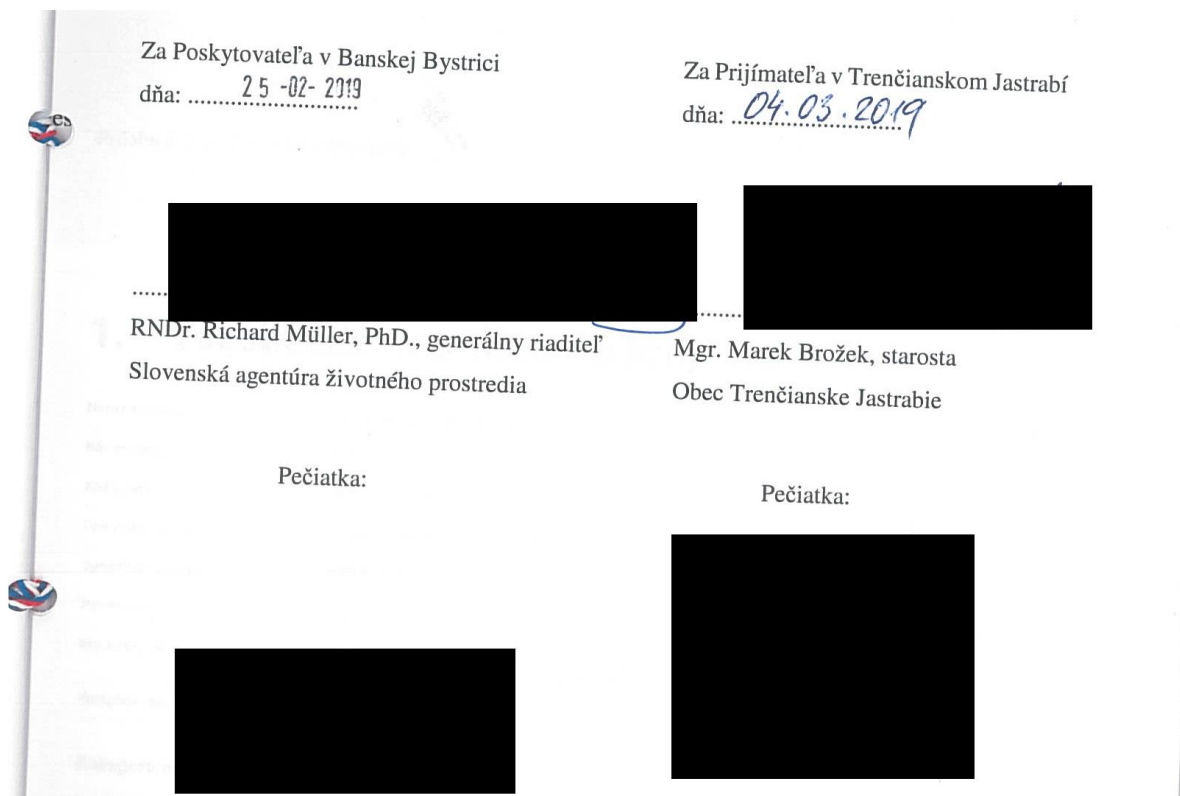 Za Poskytovateľa v Banskej Bystrici
dňa: ..........25 -02- 2019
Za Prijímateľa v Trenčianskom Jastrabí
dňa: ..04.03.2019
RNDr. Richard Müller, PhD., generálny riaditeľ
Slovenská agentúra životného prostredia
Mgr. Marek Brožek, starosta
Obec Trenčianske Jastrabie
Pečiatka:
Pečiatka: